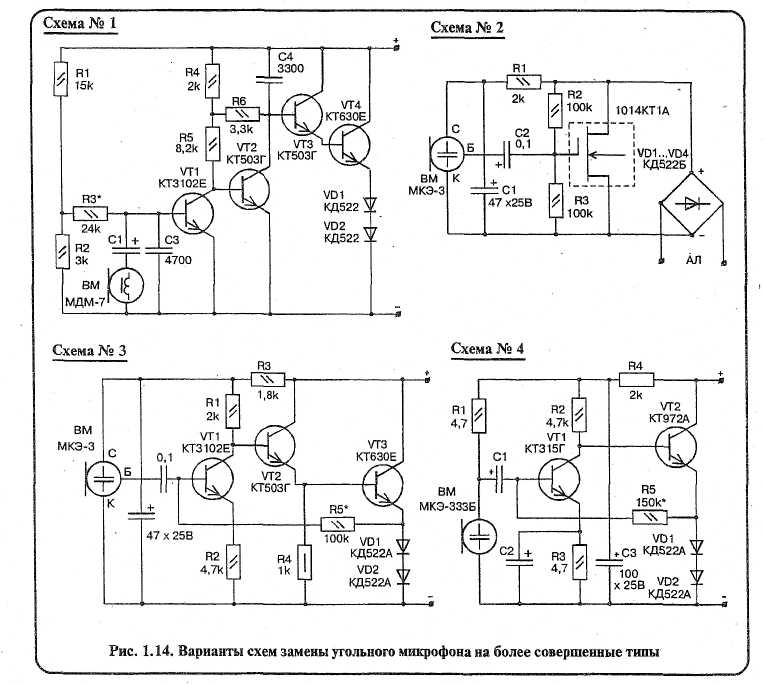 Схема № 1
R1
15k
R4
2k
C4
3300
R6
3,3k
R5
8,2k
VT2
КТ503Г
VT1
КТ3102Е
VT3
КТ503Г
VT4
КТ630Е
VD1
КД522
VD2
КД522
R3*
24k
R2
3k
C1
+
C3
4700
ВМ
МДМ-7
+
–
Схема № 2
R1
2k
R2
100k
1014КТ1А
C
Б
К
C2
0,1
ВМ
МКЭ-3
+
C1
47 x25В
R3
100k
VD1...VD4
КД522Б
+
–
АЛ
Схема № 3
R3
1,8k
R1
2k
ВМ
МКЭ-3
C
Б
К
0,1
VT1
КТ3102Е
VT2
КТ503Г
VT3
КТ630Е
R5*
100k
+
47 x 25В
R2
4,7k
R4
1k
VD1
КД522А
VD2
КД522А
+
–
Схема № 4
R4
2k
R1
4,7
R2
4,7k
VT2
КТ972А
C1
+
VT1
КТ315Г
ВМ
МКЭ-333Б
R5
150k*
C2
+
R3
4,7
+
C3
100
x 25В
VD1
КД522А
VD2
КД522А
+
–
Рис. 1.14. Варианты схем замены угольного микрофона на более совершенные типы